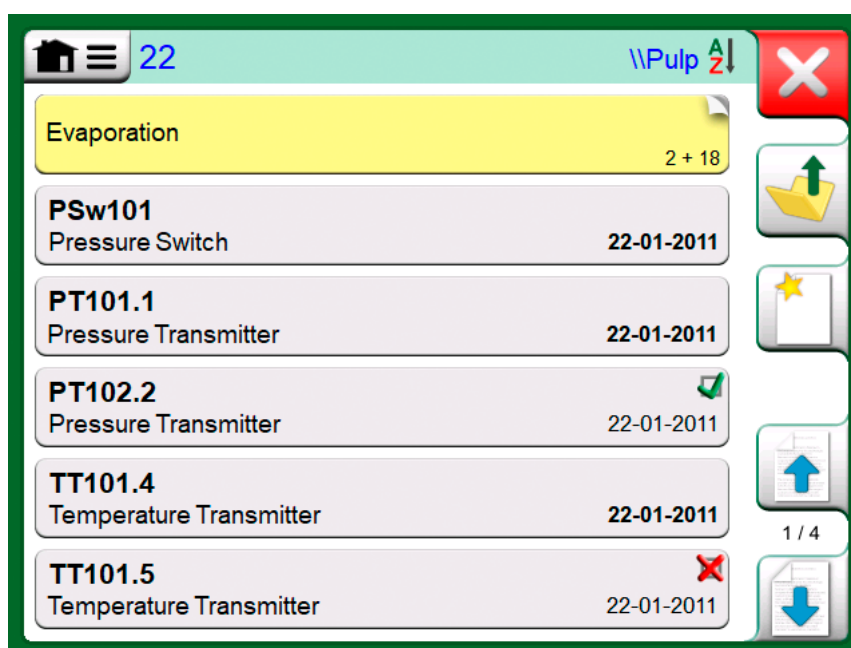 22
\\Pulp AZ
Evaporation
2 + 18
PSw101
Pressure Switch
22-01-2011
PT101.1
Pressure Transmitter
22-01-2011
PT102.2
Pressure Transmitter
22-01-2011
TT101.4
Temperature Transmitter
22-01-2011
1 / 4
TT101.5
Temperature Transmitter
22-01-2011